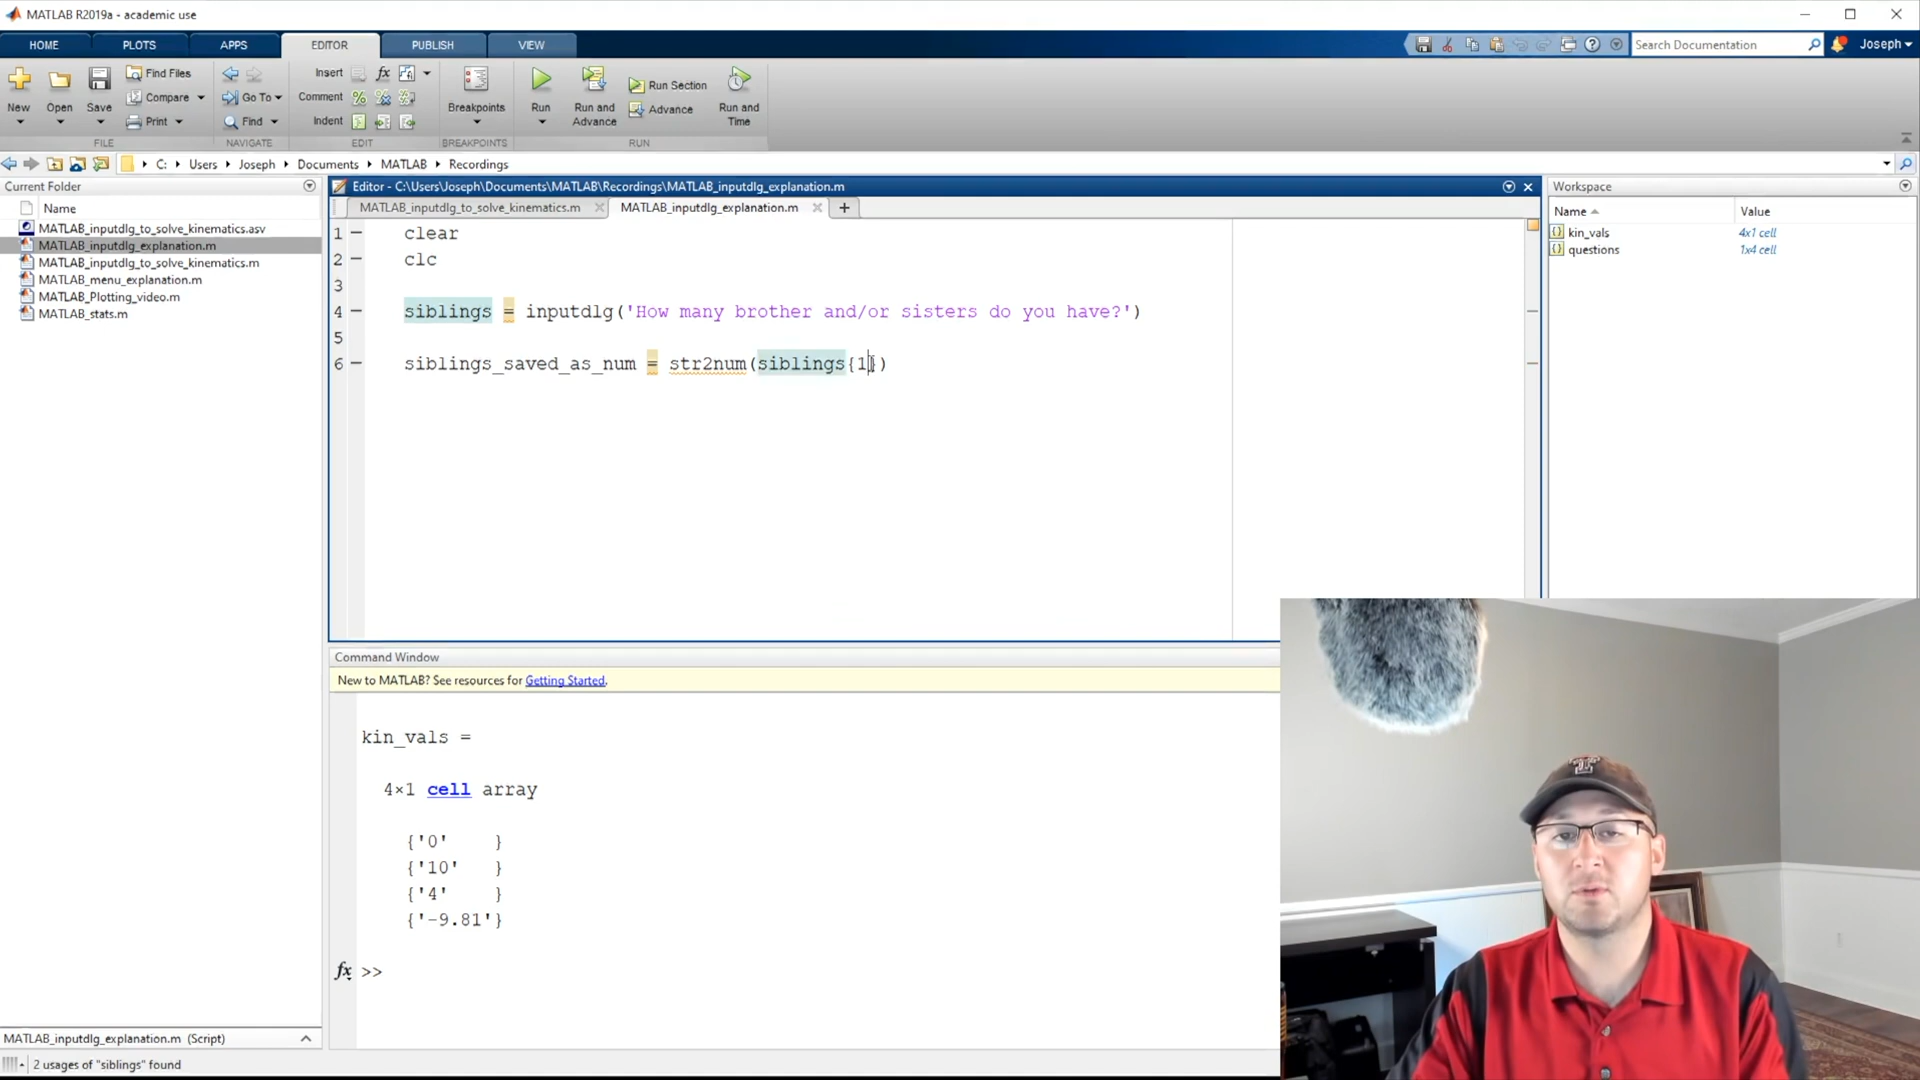 MATLAB R2019a - academic use
HOME PLOTS APPS EDITOR PUBLISH VIEW
Search Documentation
Joseph
New Open Save
Find Files
Compare
Print
FILE
Go To
Find
NAVIGATE
Insert fx
Comment
Indent
EDIT
Breakpoints
BREAKPOINTS
Run
Run and Advance
Run Section
Advance
Run and Time
RUN
C: Users Joseph Documents MATLAB Recordings
Current Folder
Name
MATLAB_inputdlg_to_solve_kinematics.asv
MATLAB_inputdlg_explanation.m
MATLAB_inputdlg_to_solve_kinematics.m
MATLAB_menu_explanation.m
MATLAB_Plotting_video.m
MATLAB_stats.m
Editor - C:\Users\Joseph\Documents\MATLAB\Recordings\MATLAB_inputdlg_explanation.m
MATLAB_inputdlg_to_solve_kinematics.m MATLAB_inputdlg_explanation.m +
1 - clear
2 - clc
3
4 - siblings = inputdlg('How many brother and/or sisters do you have?')
5
6 - siblings_saved_as_num = str2num(siblings{1})
Workspace
Name Value
kin_vals 4x1 cell
questions 1x4 cell
Command Window
New to MATLAB? See resources for Getting Started.
kin_vals =
4×1 cell array
{'0' }
{'10' }
{'4' }
{'-9.81'}
fx >>
MATLAB_inputdlg_explanation.m (Script)
2 usages of "siblings" found